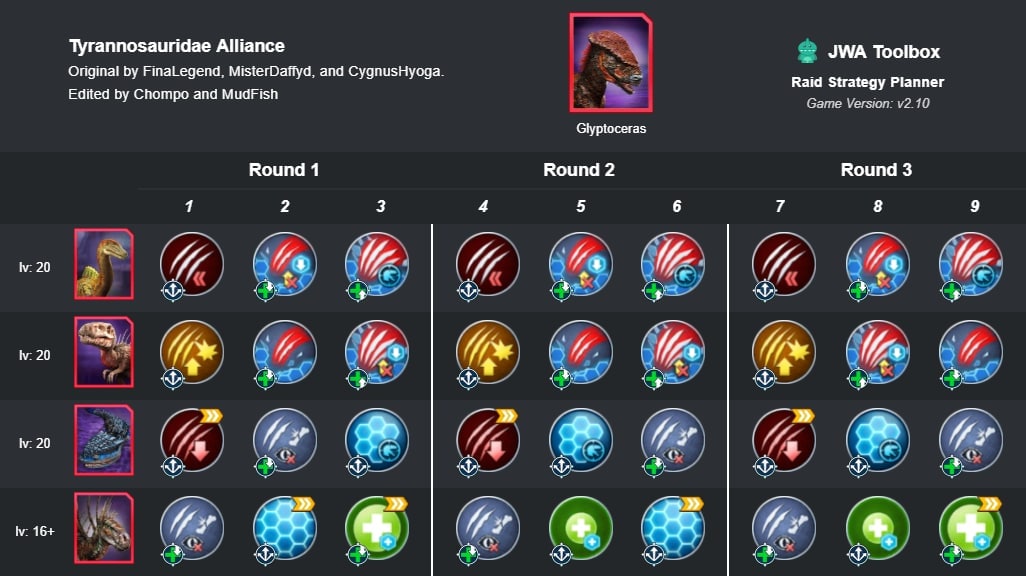 Tyrannosauridae Alliance
Original by FinaLegend, MisterDaffyd, and CygnusHyoga.
Edited by Chompo and MudFish
Glyptoceras
JWA Toolbox
Raid Strategy Planner
Game Version: v2.10
Round 1 Round 2 Round 3
1 2 3 4 5 6 7 8 9
lv: 20
lv: 20
lv: 20
lv: 16+